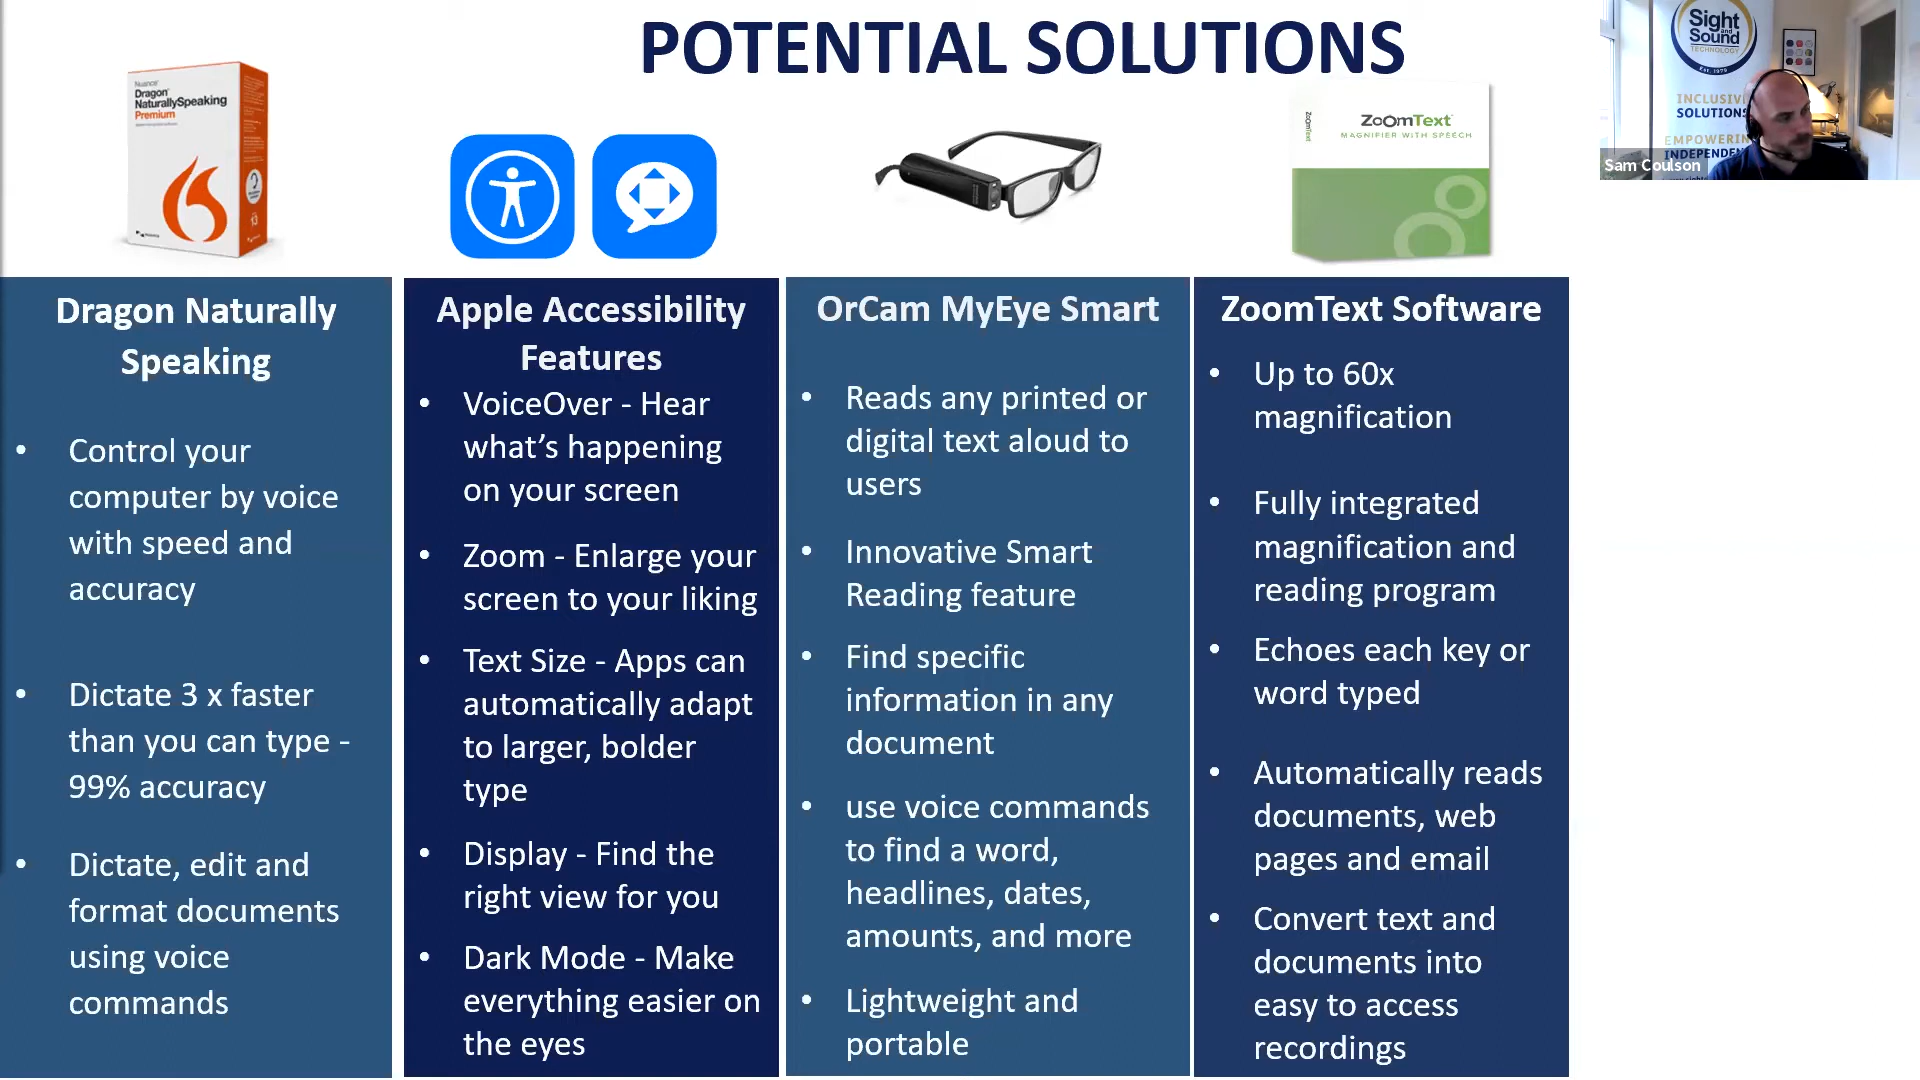 POTENTIAL SOLUTIONS
Nuance
Dragon
NaturallySpeaking
Premium
ZoomText
ZoomText
MAGNIFIER WITH SPEECH
Sight
and
Sound
TECHNOLOGY
Est. 1979
INCLUSIVE
SOLUTIONS
EMPOWERIN
INDEPENDEN
Sam Coulson
Dragon Naturally
Speaking
• Control your
computer by voice
with speed and
accuracy
• Dictate 3 x faster
than you can type -
99% accuracy
• Dictate, edit and
format documents
using voice
commands
Apple Accessibility
Features
• VoiceOver - Hear
what’s happening
on your screen
• Zoom - Enlarge your
screen to your liking
• Text Size - Apps can
automatically adapt
to larger, bolder
type
• Display - Find the
right view for you
• Dark Mode - Make
everything easier on
the eyes
OrCam MyEye Smart
• Reads any printed or
digital text aloud to
users
• Innovative Smart
Reading feature
• Find specific
information in any
document
• use voice commands
to find a word,
headlines, dates,
amounts, and more
• Lightweight and
portable
ZoomText Software
• Up to 60x
magnification
• Fully integrated
magnification and
reading program
• Echoes each key or
word typed
• Automatically reads
documents, web
pages and email
• Convert text and
documents into
easy to access
recordings